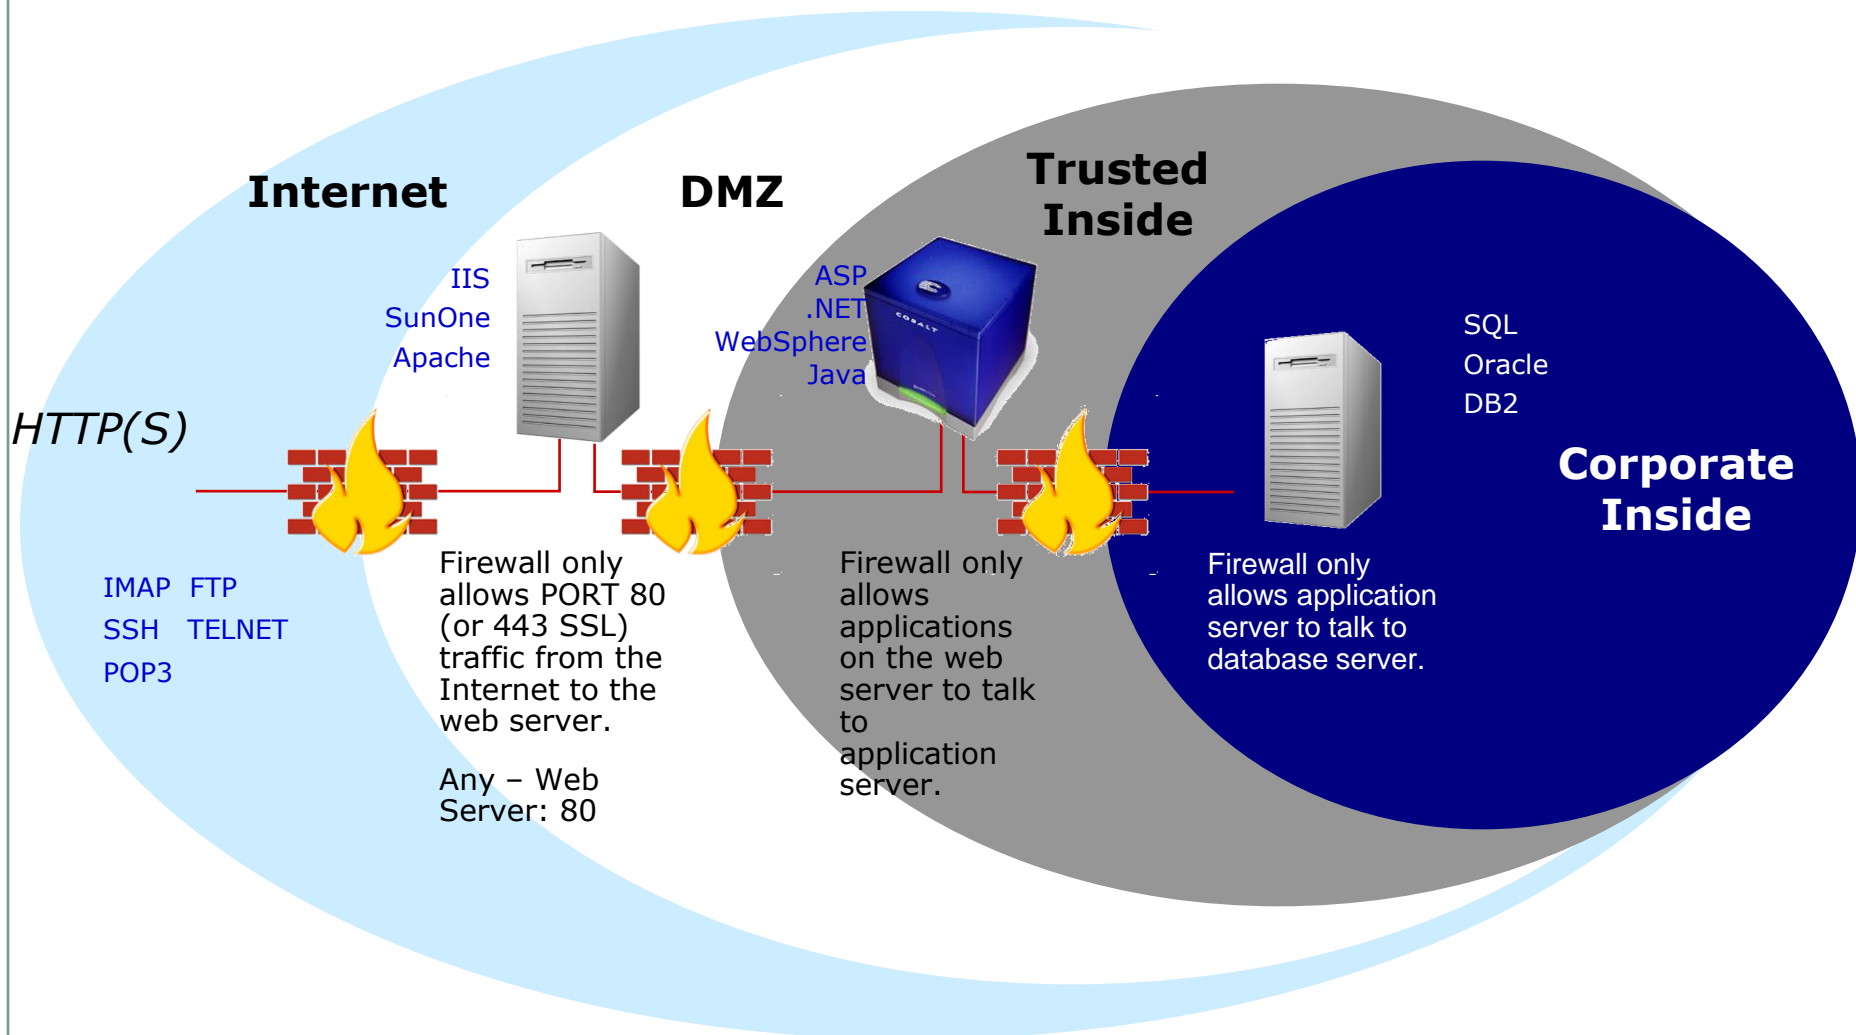 Internet
DMZ
Trusted
Inside
IIS
SunOne
Apache
ASP
.NET
WebSphere
Java
COBALT
SQL
Oracle
DB2
HTTP(S)
Corporate
Inside
IMAP FTP
SSH TELNET
POP3
Firewall only
allows PORT 80
(or 443 SSL)
traffic from the
Internet to the
web server.
Any – Web
Server: 80
Firewall only
allows
applications
on the web
server to talk
to
application
server.
Firewall only
allows application
server to talk to
database server.